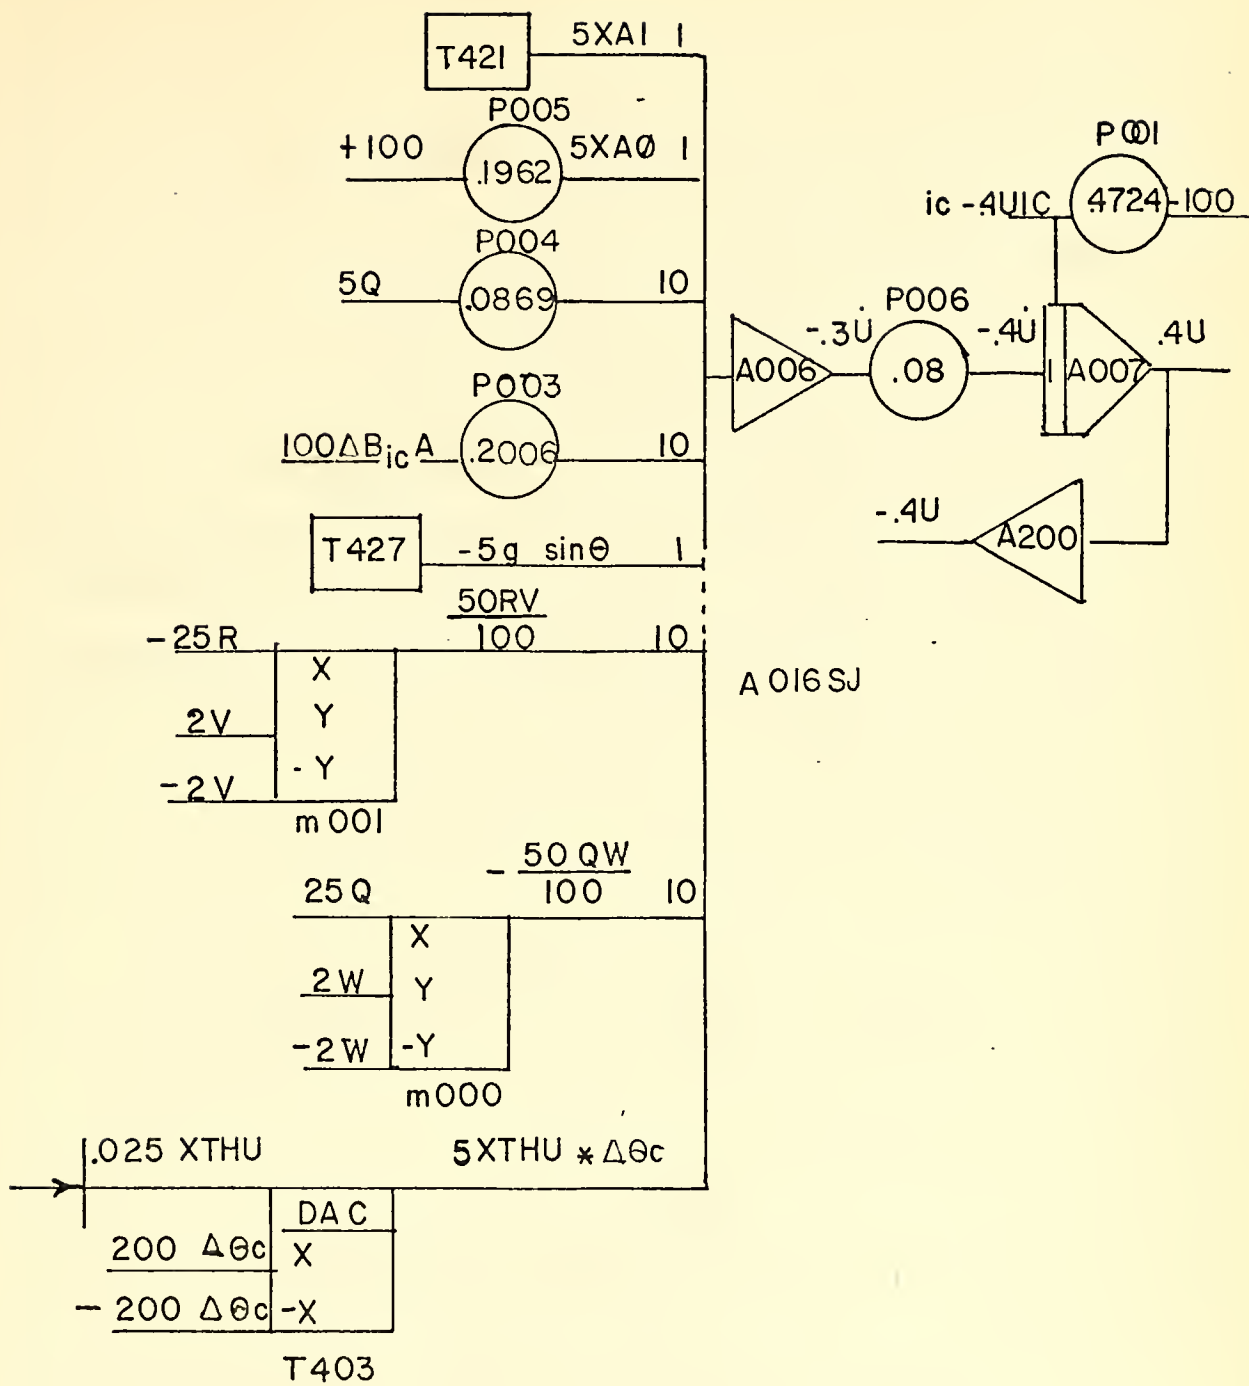 T421
5XA1 1
P005
+100
.1962
5XAØ 1
P001
ic -.4UIC
.4724
-100
P004
5Q
.0869
10
P006
-.3U̇
.08
-.4U̇
.4U
A006
1
A007
P003
100ΔBic A
.2006
10
-.4U
A200
T427
-5g sinθ 1
-25R
50RV
100
10
X
A016SJ
2V
Y
-Y
-2V
m001
25Q
- 50QW
100
10
X
2W
Y
-2W
-Y
m000
.025 XTHU
5XTHU * Δθc
DAC
200 Δθc
X
- 200 Δθc
-X
T403